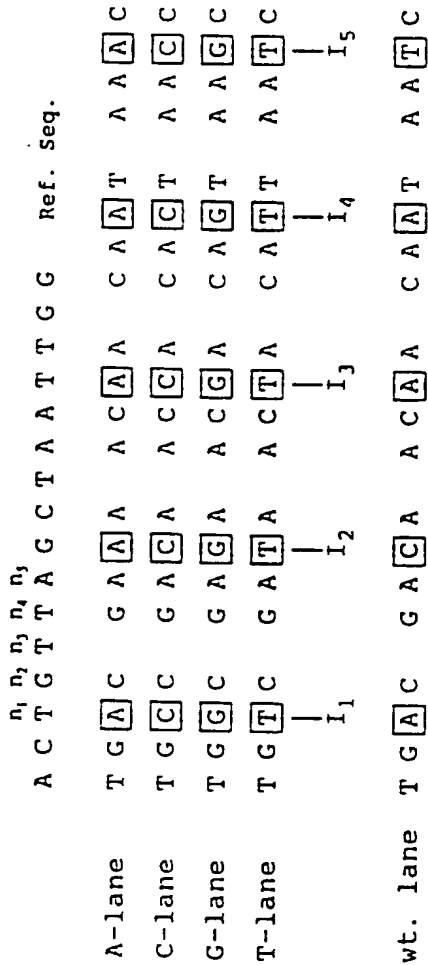 n₁ n₂ n₃ n₄ n₅
A C T G T T A G C T A A T T G G Ref. Seq.
A-lane T G A C G A A A A C A A C A A T A A A C
C-lane T G C C G A C A A C C A C A C T A A C C
G-lane T G G C G A G A A C G A C A G T A A G C
T-lane T G T C G A T A A C T A C A T T A A T C
I₁ I₂ I₃ I₄ I₅
wt. lane T G A C G A C A A C A A C A A T A A T C